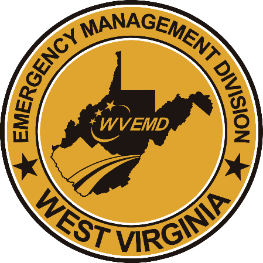 EMERGENCY MANAGEMENT DIVISION
WVEMD
WEST VIRGINIA